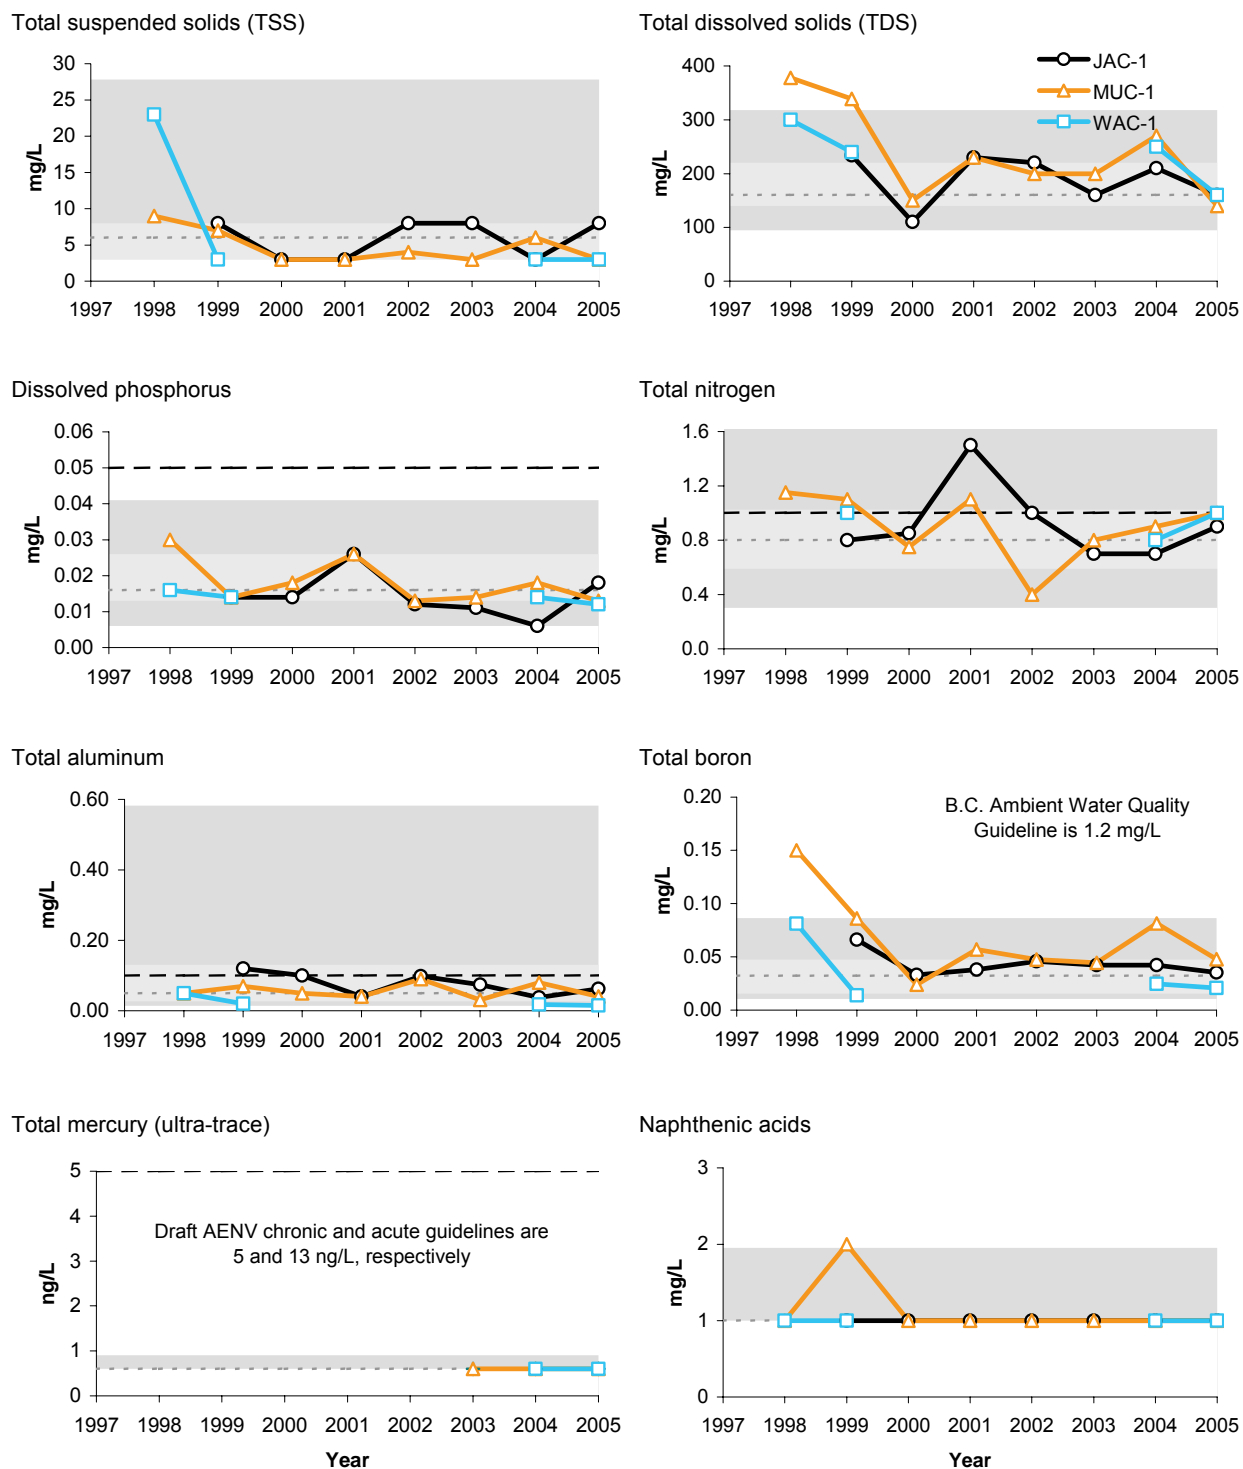 Total suspended solids (TSS)
30
25
20
15
10
5
0
mg/L
1997 1998 1999 2000 2001 2002 2003 2004 2005
Total dissolved solids (TDS)
400
300
200
100
0
mg/L
JAC-1
MUC-1
WAC-1
1997 1998 1999 2000 2001 2002 2003 2004 2005
Dissolved phosphorus
0.06
0.05
0.04
0.03
0.02
0.01
0.00
mg/L
1997 1998 1999 2000 2001 2002 2003 2004 2005
Total nitrogen
1.6
1.2
0.8
0.4
0.0
mg/L
1997 1998 1999 2000 2001 2002 2003 2004 2005
Total aluminum
0.60
0.40
0.20
0.00
mg/L
1997 1998 1999 2000 2001 2002 2003 2004 2005
Total boron
0.20
0.15
0.10
0.05
0.00
mg/L
B.C. Ambient Water Quality
Guideline is 1.2 mg/L
1997 1998 1999 2000 2001 2002 2003 2004 2005
Total mercury (ultra-trace)
5
4
3
2
1
0
ng/L
Draft AENV chronic and acute guidelines are
5 and 13 ng/L, respectively
1997 1998 1999 2000 2001 2002 2003 2004 2005
Year
Naphthenic acids
3
2
1
0
mg/L
1997 1998 1999 2000 2001 2002 2003 2004 2005
Year